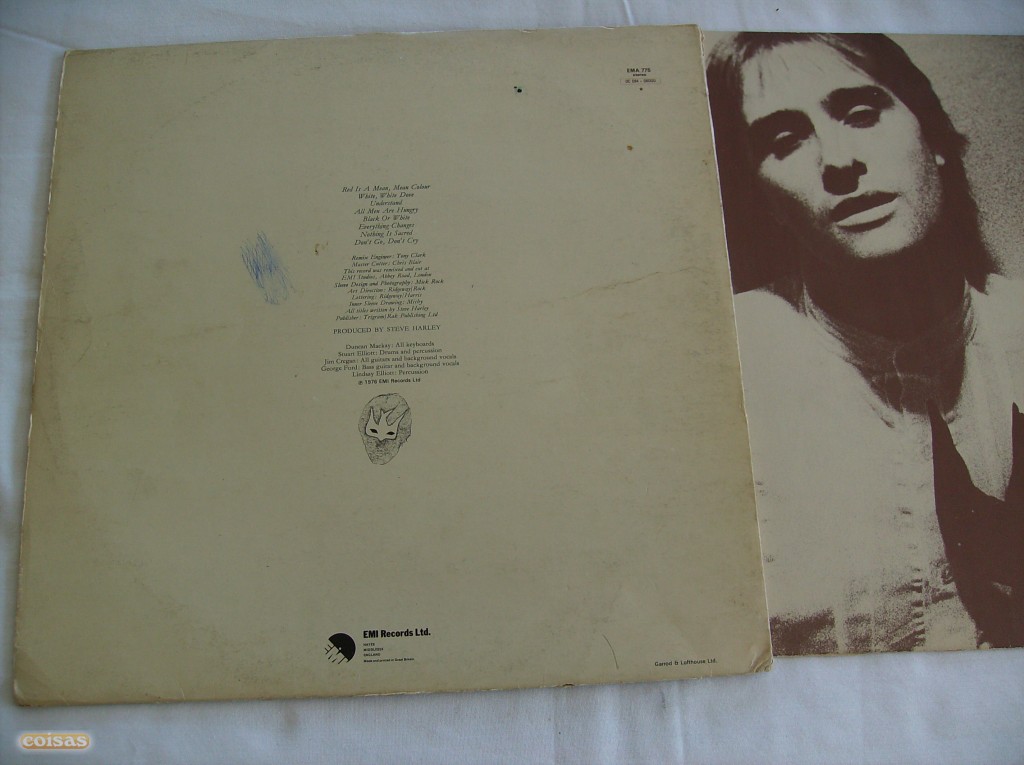 EMA 775
Red Is A Mean, Mean Colour
White, White Dove
Understand
All Men Are Hungry
Black Or White
Everything Changes
Nothing Is Sacred
Don't Go, Don't Cry
Remix Engineer: Tony Clark
Master Cutter: Chris Blair
This record was remixed and cut at
EMI Studios, Abbey Road, London
Sleeve Design and Photography: Mick Rock
Art Direction: Ridgeway/Rock
Lettering: Ridgeway/Harris
Inner Sleeve Drawing:
All titles written by Steve Harley
Publisher: Trigram/Rak Publishing Ltd
PRODUCED BY STEVE HARLEY
Duncan Mackay: All keyboards
Stuart Elliott: Drums and percussion
Jim Cregan: All guitars and background vocals
George Ford: Bass guitar and background vocals
Lindsay Elliott: Percussion
℗ 1976 EMI Records Ltd
EMI Records Ltd.
HAYES
MIDDLESEX
ENGLAND
Garrod & Lofthouse Ltd.
coisas